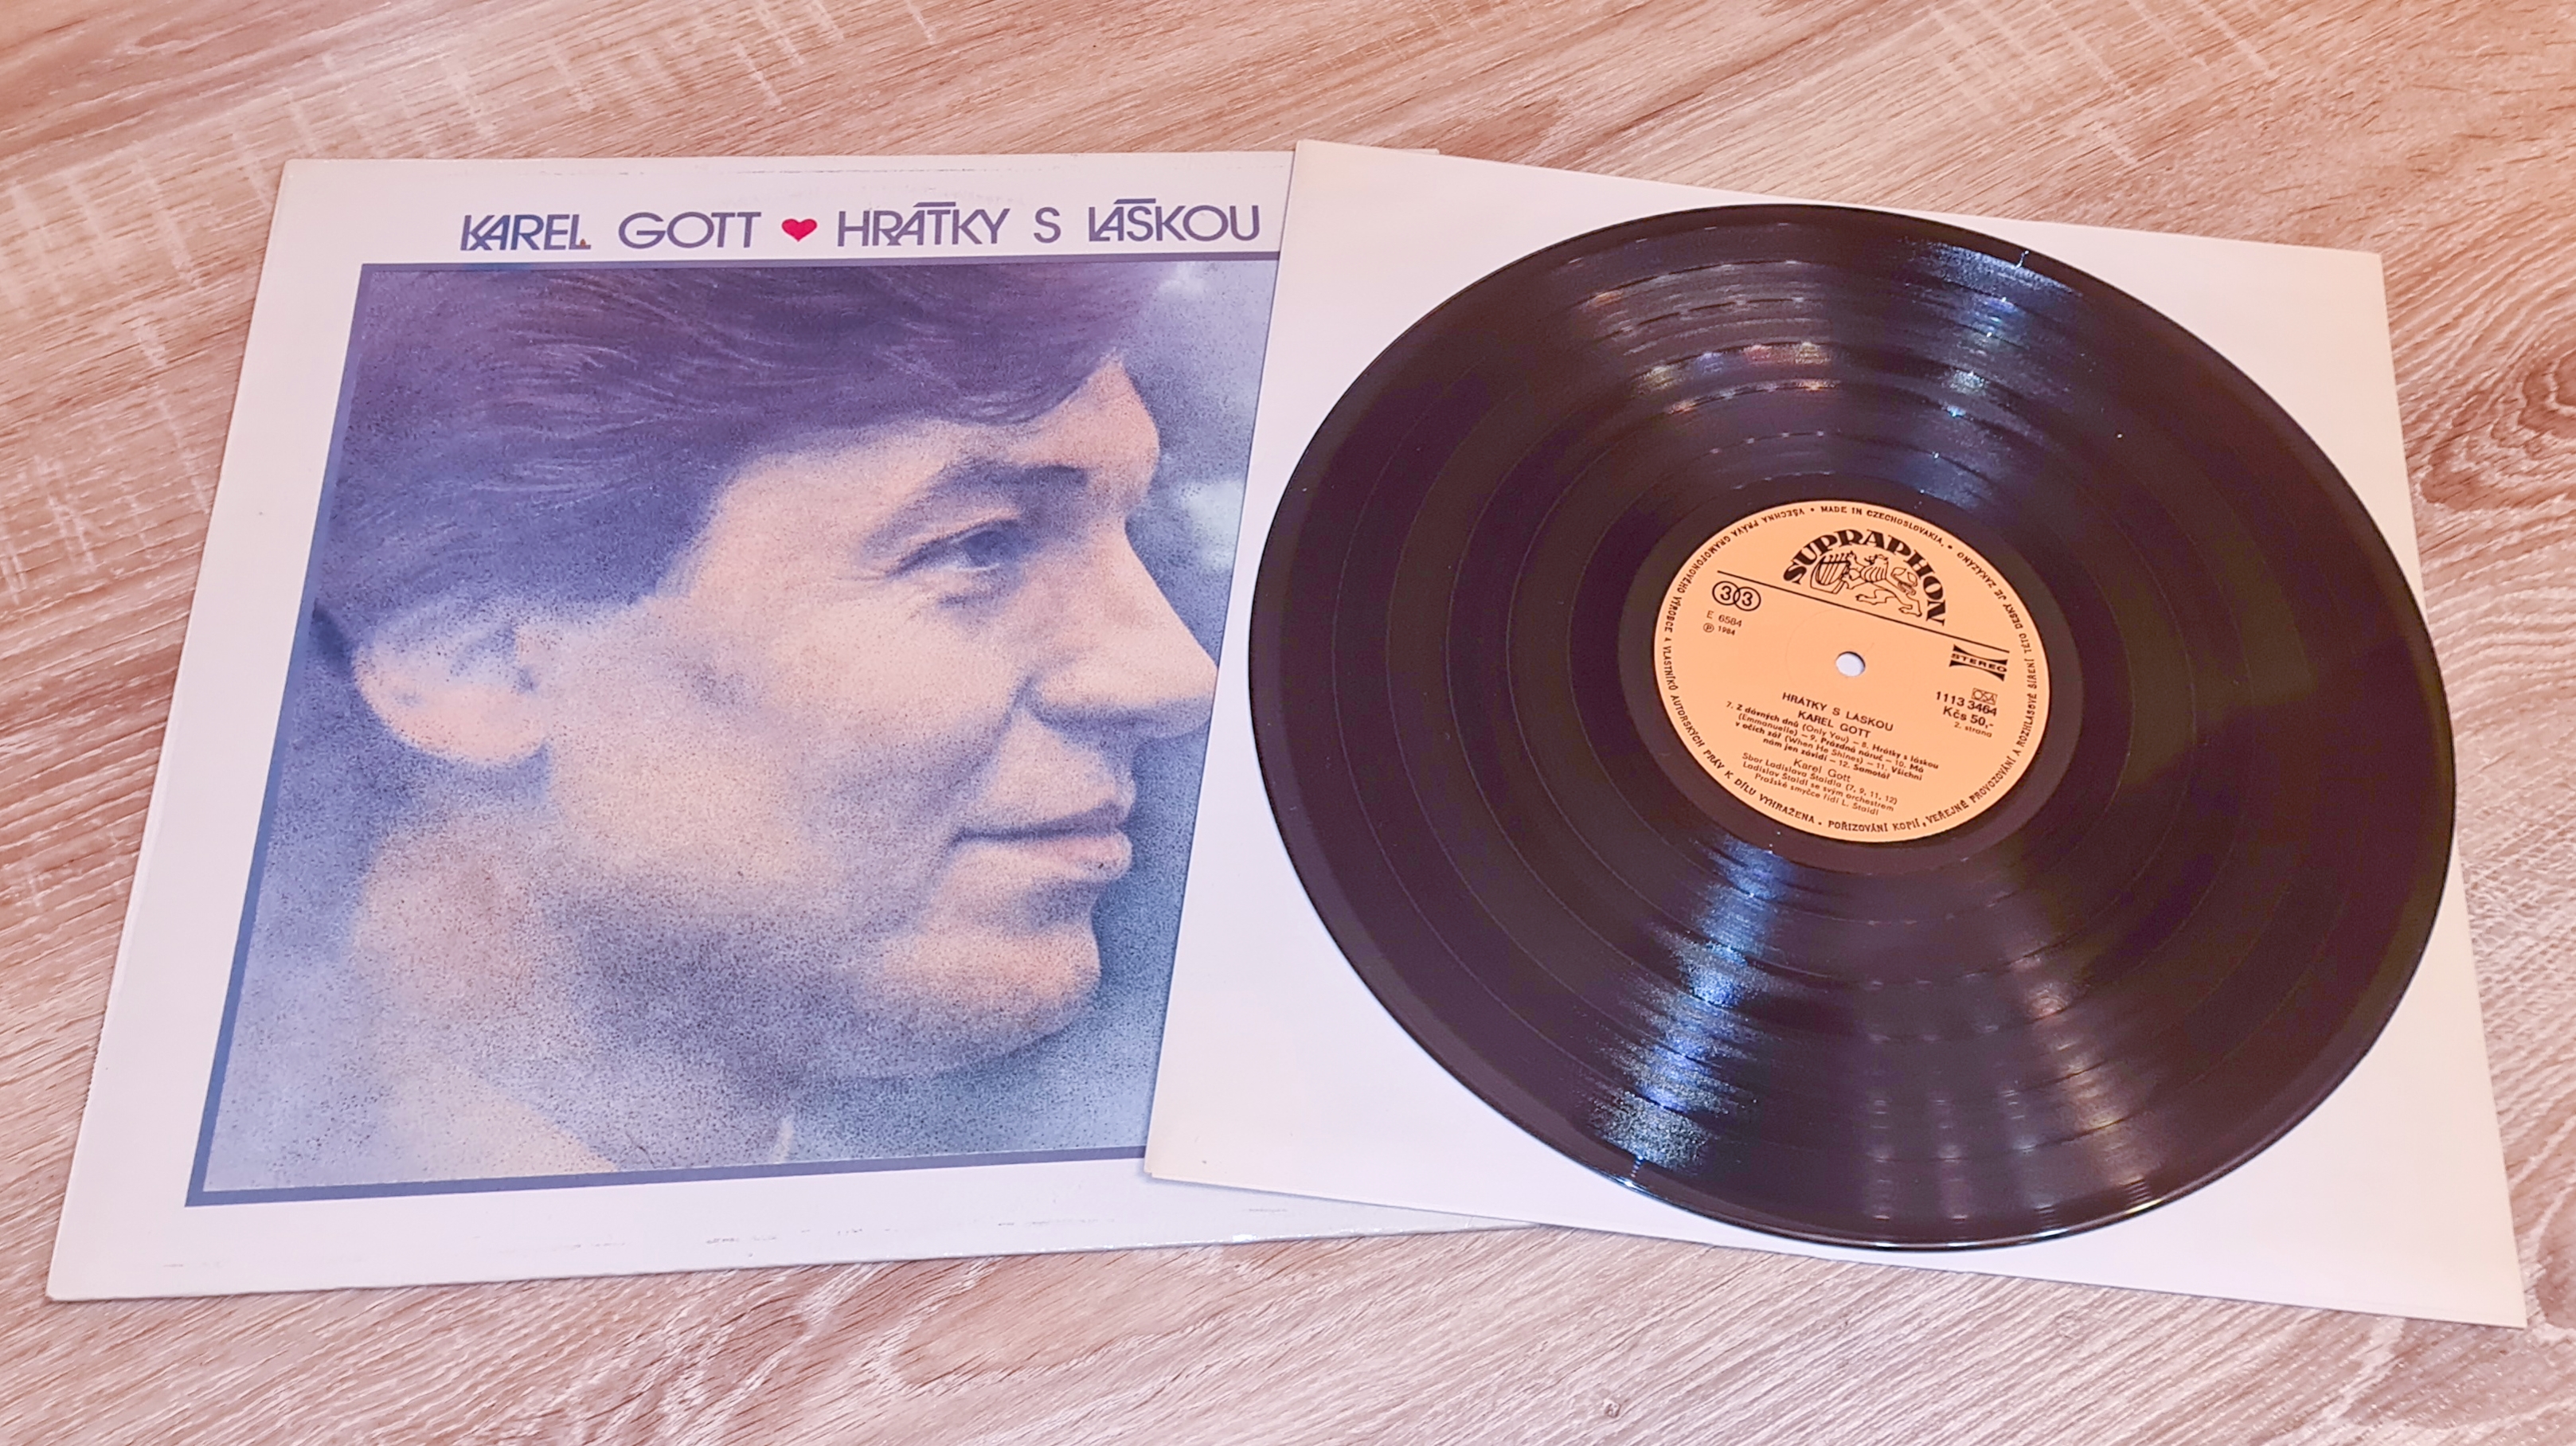 KAREL GOTT ❤ HRÁTKY S LÁSKOU
MADE IN CZECHOSLOVAKIA. • ZAKÁZÁNO JE TÉTO DESKY ŠÍŘENÍ ROZHLASOVÉ A PROVOZOVÁNÍ VEŘEJNÉ, KOPIÍ POŘIZOVÁNÍ • VYHRAŽENA DÍLU K PRÁV AUTORSKÝCH VLASTNÍKŮ A VÝROBCE GRAMOFONOVÉHO PRÁVA VŠECHNY •
SUPRAPHON
33
E 6584
Ⓟ 1984
STEREO
OSA
1113 3464
Kčs 50,-
2. strana
HRÁTKY S LÁSKOU
KAREL GOTT
7. Z dávných dnů (Only You) – 8. Hrátky s láskou
(Emmanuelle) – 9. Prázdná náruč – 10. Má
v očích zář (When He Shines) – 11. Všichni
nám jen závidí – 12. Samotář
Karel Gott
Sbor Ladislava Štaidla (7, 9, 11, 12)
Ladislav Štaidl se svým orchestrem
Pražské smyčce řídí L. Štaidl